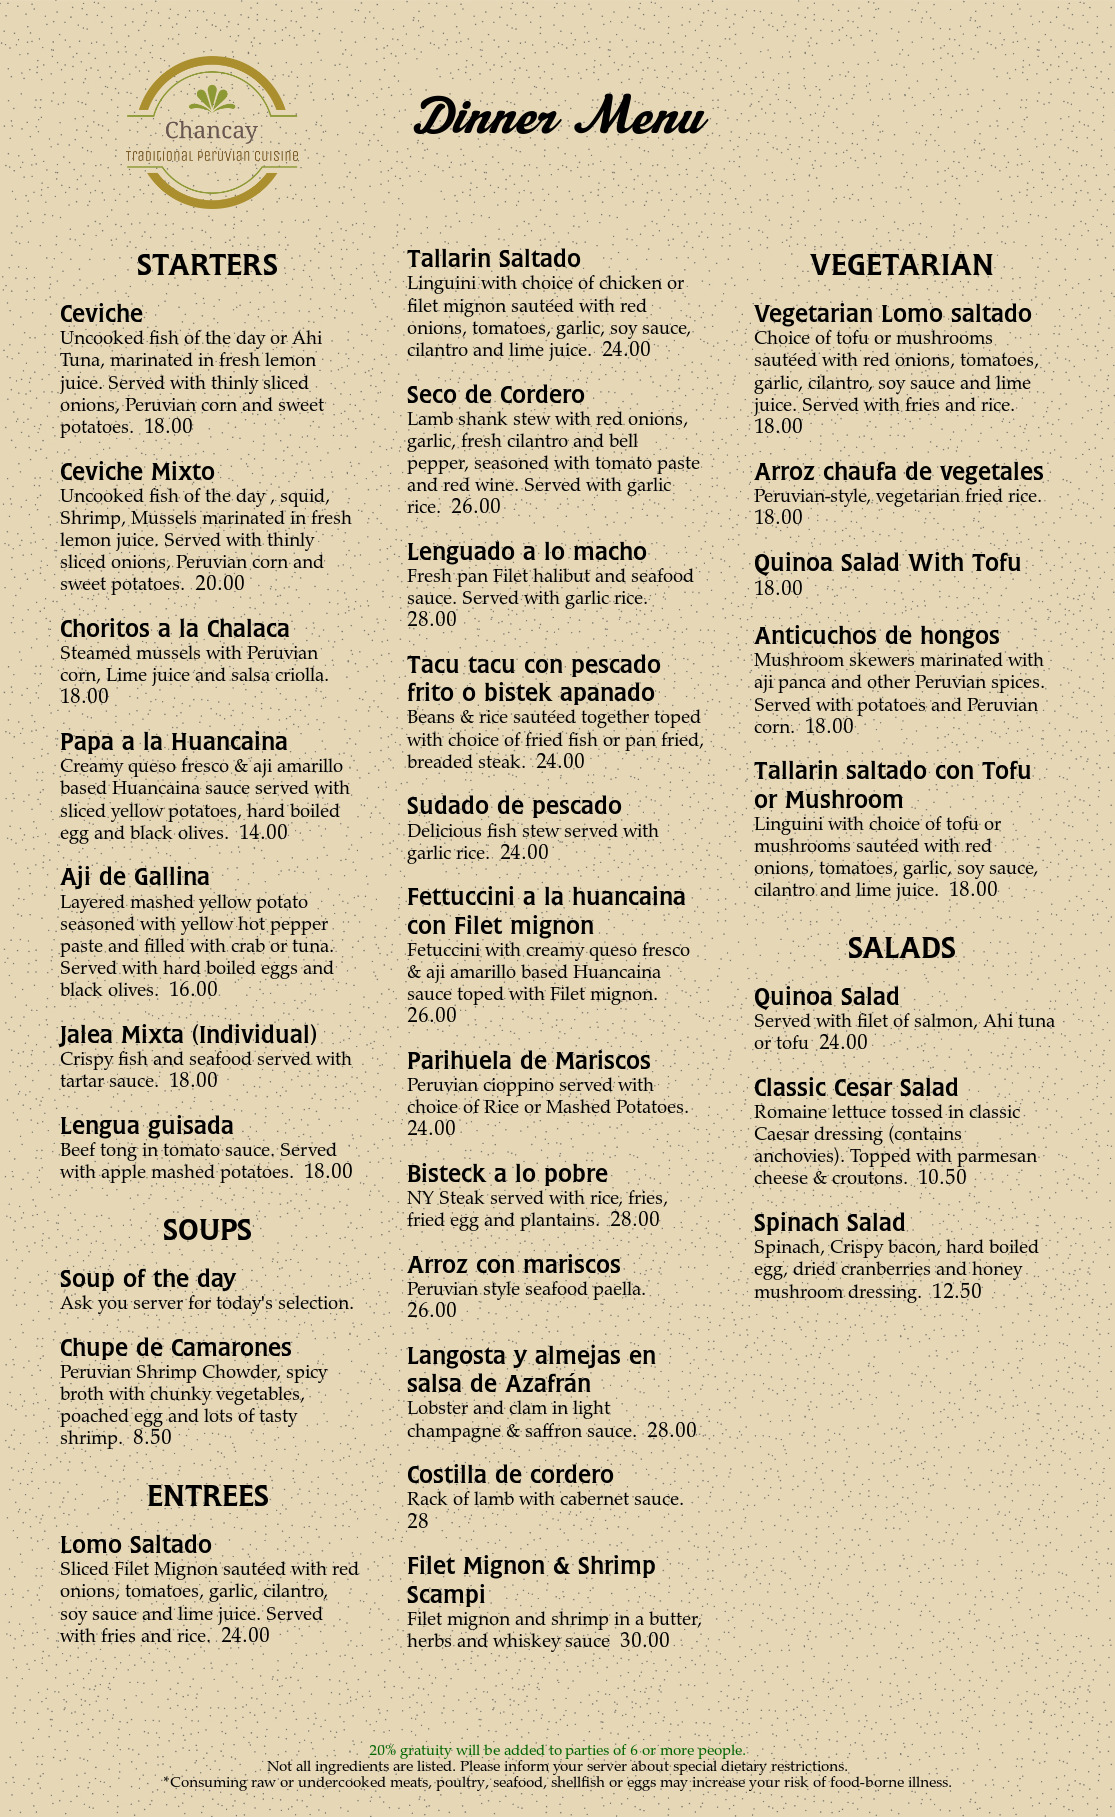 Chancay
Traditional Peruvian Cuisine
Dinner Menu
STARTERS
Ceviche
Uncooked fish of the day or Ahi
Tuna, marinated in fresh lemon
juice. Served with thinly sliced
onions, Peruvian corn and sweet
potatoes. 18.00
Ceviche Mixto
Uncooked fish of the day , squid,
Shrimp, Mussels marinated in fresh
lemon juice. Served with thinly
sliced onions, Peruvian corn and
sweet potatoes. 20.00
Choritos a la Chalaca
Steamed mussels with Peruvian
corn, Lime juice and salsa criolla.
18.00
Papa a la Huancaina
Creamy queso fresco & aji amarillo
based Huancaina sauce served with
sliced yellow potatoes, hard boiled
egg and black olives. 14.00
Aji de Gallina
Layered mashed yellow potato
seasoned with yellow hot pepper
paste and filled with crab or tuna.
Served with hard boiled eggs and
black olives. 16.00
Jalea Mixta (Individual)
Crispy fish and seafood served with
tartar sauce. 18.00
Lengua guisada
Beef tong in tomato sauce. Served
with apple mashed potatoes. 18.00
SOUPS
Soup of the day
Ask you server for today's selection.
Chupe de Camarones
Peruvian Shrimp Chowder, spicy
broth with chunky vegetables,
poached egg and lots of tasty
shrimp. 8.50
ENTREES
Lomo Saltado
Sliced Filet Mignon sautéed with red
onions, tomatoes, garlic, cilantro,
soy sauce and lime juice. Served
with fries and rice. 24.00
Tallarin Saltado
Linguini with choice of chicken or
filet mignon sautéed with red
onions, tomatoes, garlic, soy sauce,
cilantro and lime juice. 24.00
Seco de Cordero
Lamb shank stew with red onions,
garlic, fresh cilantro and bell
pepper, seasoned with tomato paste
and red wine. Served with garlic
rice. 26.00
Lenguado a lo macho
Fresh pan Filet halibut and seafood
sauce. Served with garlic rice.
28.00
Tacu tacu con pescado
frito o bistek apanado
Beans & rice sautéed together toped
with choice of fried fish or pan fried,
breaded steak. 24.00
Sudado de pescado
Delicious fish stew served with
garlic rice. 24.00
Fettuccini a la huancaina
con Filet mignon
Fetuccini with creamy queso fresco
& aji amarillo based Huancaina
sauce toped with Filet mignon.
26.00
Parihuela de Mariscos
Peruvian cioppino served with
choice of Rice or Mashed Potatoes.
24.00
Bisteck a lo pobre
NY Steak served with rice, fries,
fried egg and plantains. 28.00
Arroz con mariscos
Peruvian style seafood paella.
26.00
Langosta y almejas en
salsa de Azafrán
Lobster and clam in light
champagne & saffron sauce. 28.00
Costilla de cordero
Rack of lamb with cabernet sauce.
28
Filet Mignon & Shrimp
Scampi
Filet mignon and shrimp in a butter,
herbs and whiskey sauce 30.00
VEGETARIAN
Vegetarian Lomo saltado
Choice of tofu or mushrooms
sautéed with red onions, tomatoes,
garlic, cilantro, soy sauce and lime
juice. Served with fries and rice.
18.00
Arroz chaufa de vegetales
Peruvian-style, vegetarian fried rice.
18.00
Quinoa Salad With Tofu
18.00
Anticuchos de hongos
Mushroom skewers marinated with
aji panca and other Peruvian spices.
Served with potatoes and Peruvian
corn. 18.00
Tallarin saltado con Tofu
or Mushroom
Linguini with choice of tofu or
mushrooms sautéed with red
onions, tomatoes, garlic, soy sauce,
cilantro and lime juice. 18.00
SALADS
Quinoa Salad
Served with filet of salmon, Ahi tuna
or tofu 24.00
Classic Cesar Salad
Romaine lettuce tossed in classic
Caesar dressing (contains
anchovies). Topped with parmesan
cheese & croutons. 10.50
Spinach Salad
Spinach, Crispy bacon, hard boiled
egg, dried cranberries and honey
mushroom dressing. 12.50
20% gratuity will be added to parties of 6 or more people.
Not all ingredients are listed. Please inform your server about special dietary restrictions.
*Consuming raw or undercooked meats, poultry, seafood, shellfish or eggs may increase your risk of food-borne illness.